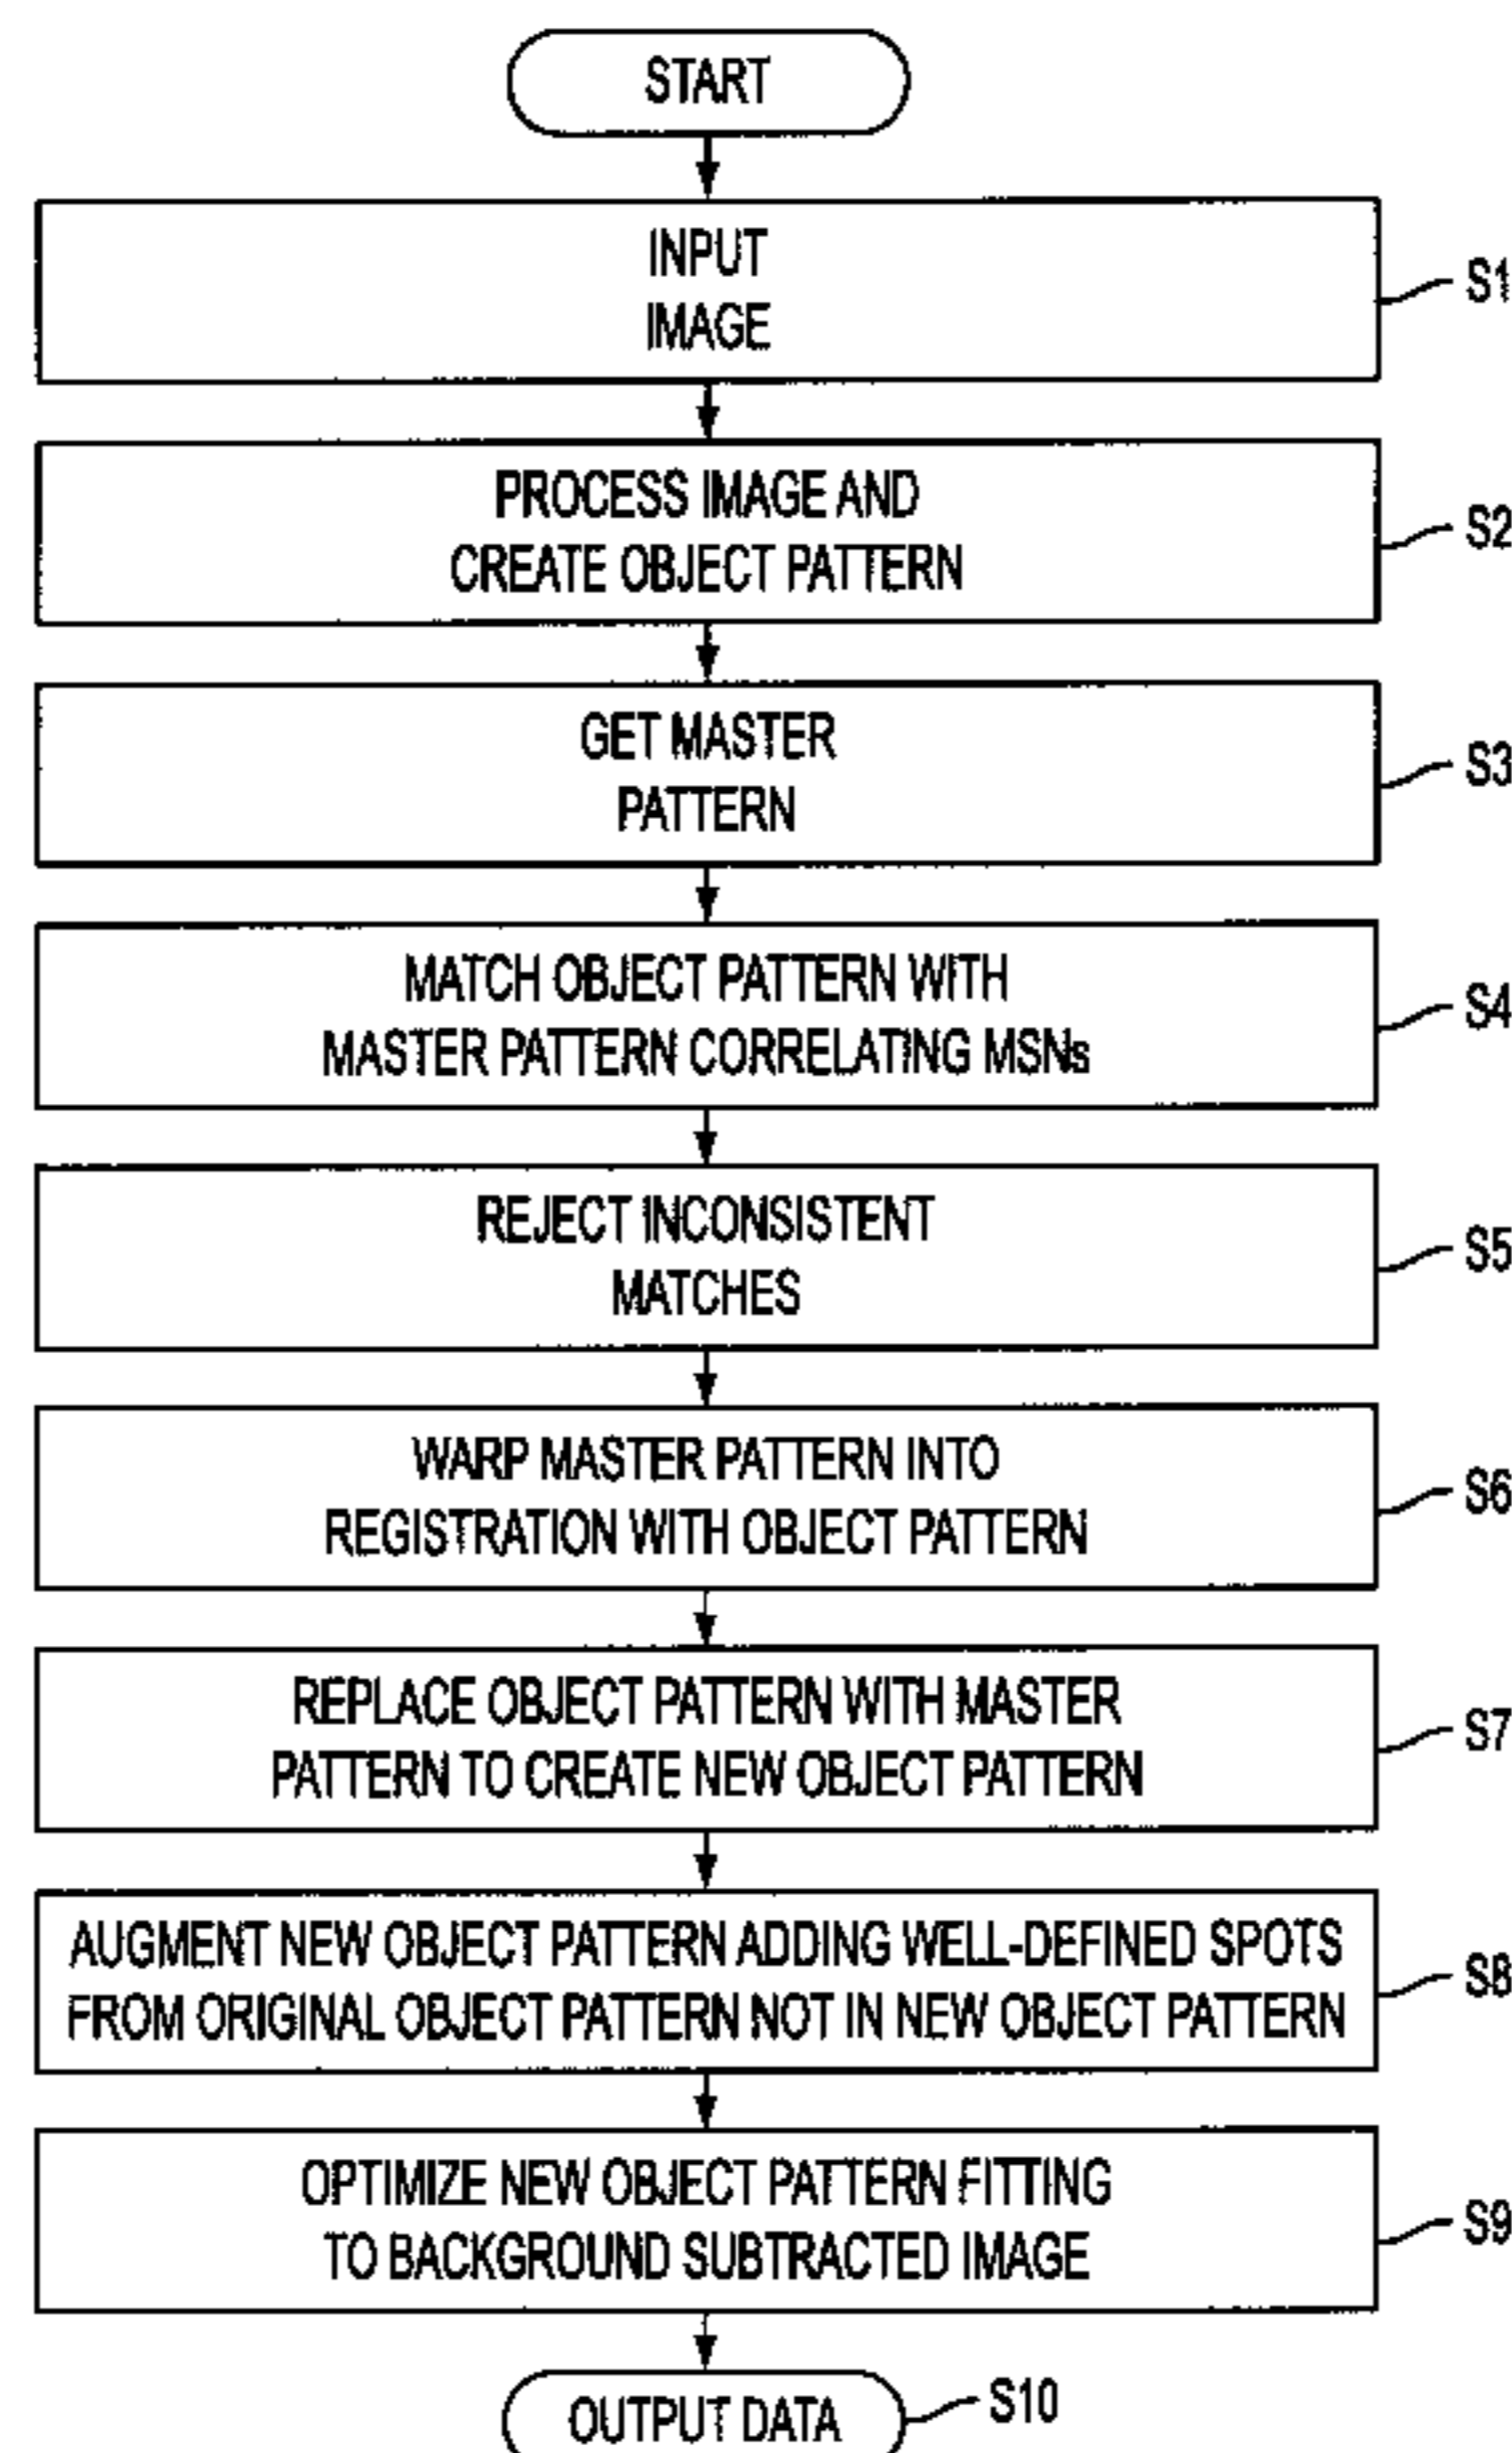 START
INPUT
IMAGE
S1
PROCESS IMAGE AND
CREATE OBJECT PATTERN
S2
GET MASTER
PATTERN
S3
MATCH OBJECT PATTERN WITH
MASTER PATTERN CORRELATING MSNs
S4
REJECT INCONSISTENT
MATCHES
S5
WARP MASTER PATTERN INTO
REGISTRATION WITH OBJECT PATTERN
S6
REPLACE OBJECT PATTERN WITH MASTER
PATTERN TO CREATE NEW OBJECT PATTERN
S7
AUGMENT NEW OBJECT PATTERN ADDING WELL-DEFINED SPOTS
FROM ORIGINAL OBJECT PATTERN NOT IN NEW OBJECT PATTERN
S8
OPTIMIZE NEW OBJECT PATTERN FITTING
TO BACKGROUND SUBTRACTED IMAGE
S9
OUTPUT DATA
S10